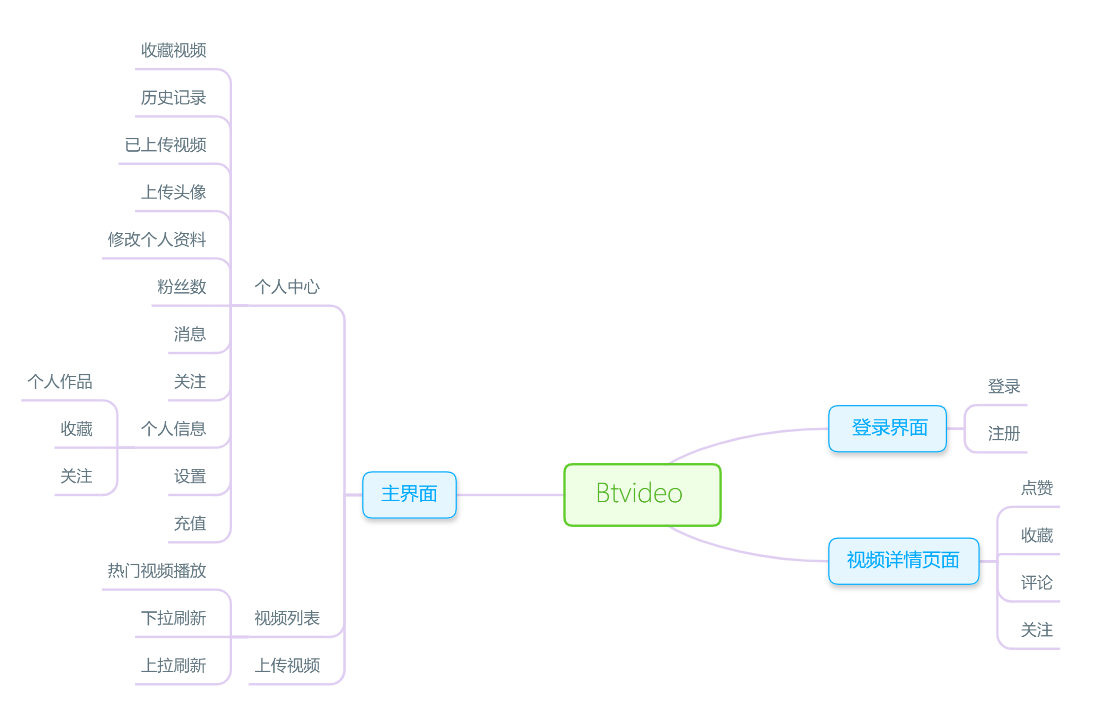 Btvideo
登录界面
登录
注册
视频详情页面
点赞
收藏
评论
关注
主界面
个人中心
收藏视频
历史记录
已上传视频
上传头像
修改个人资料
粉丝数
消息
关注
个人信息
个人作品
收藏
关注
设置
充值
视频列表
热门视频播放
下拉刷新
上拉刷新
上传视频